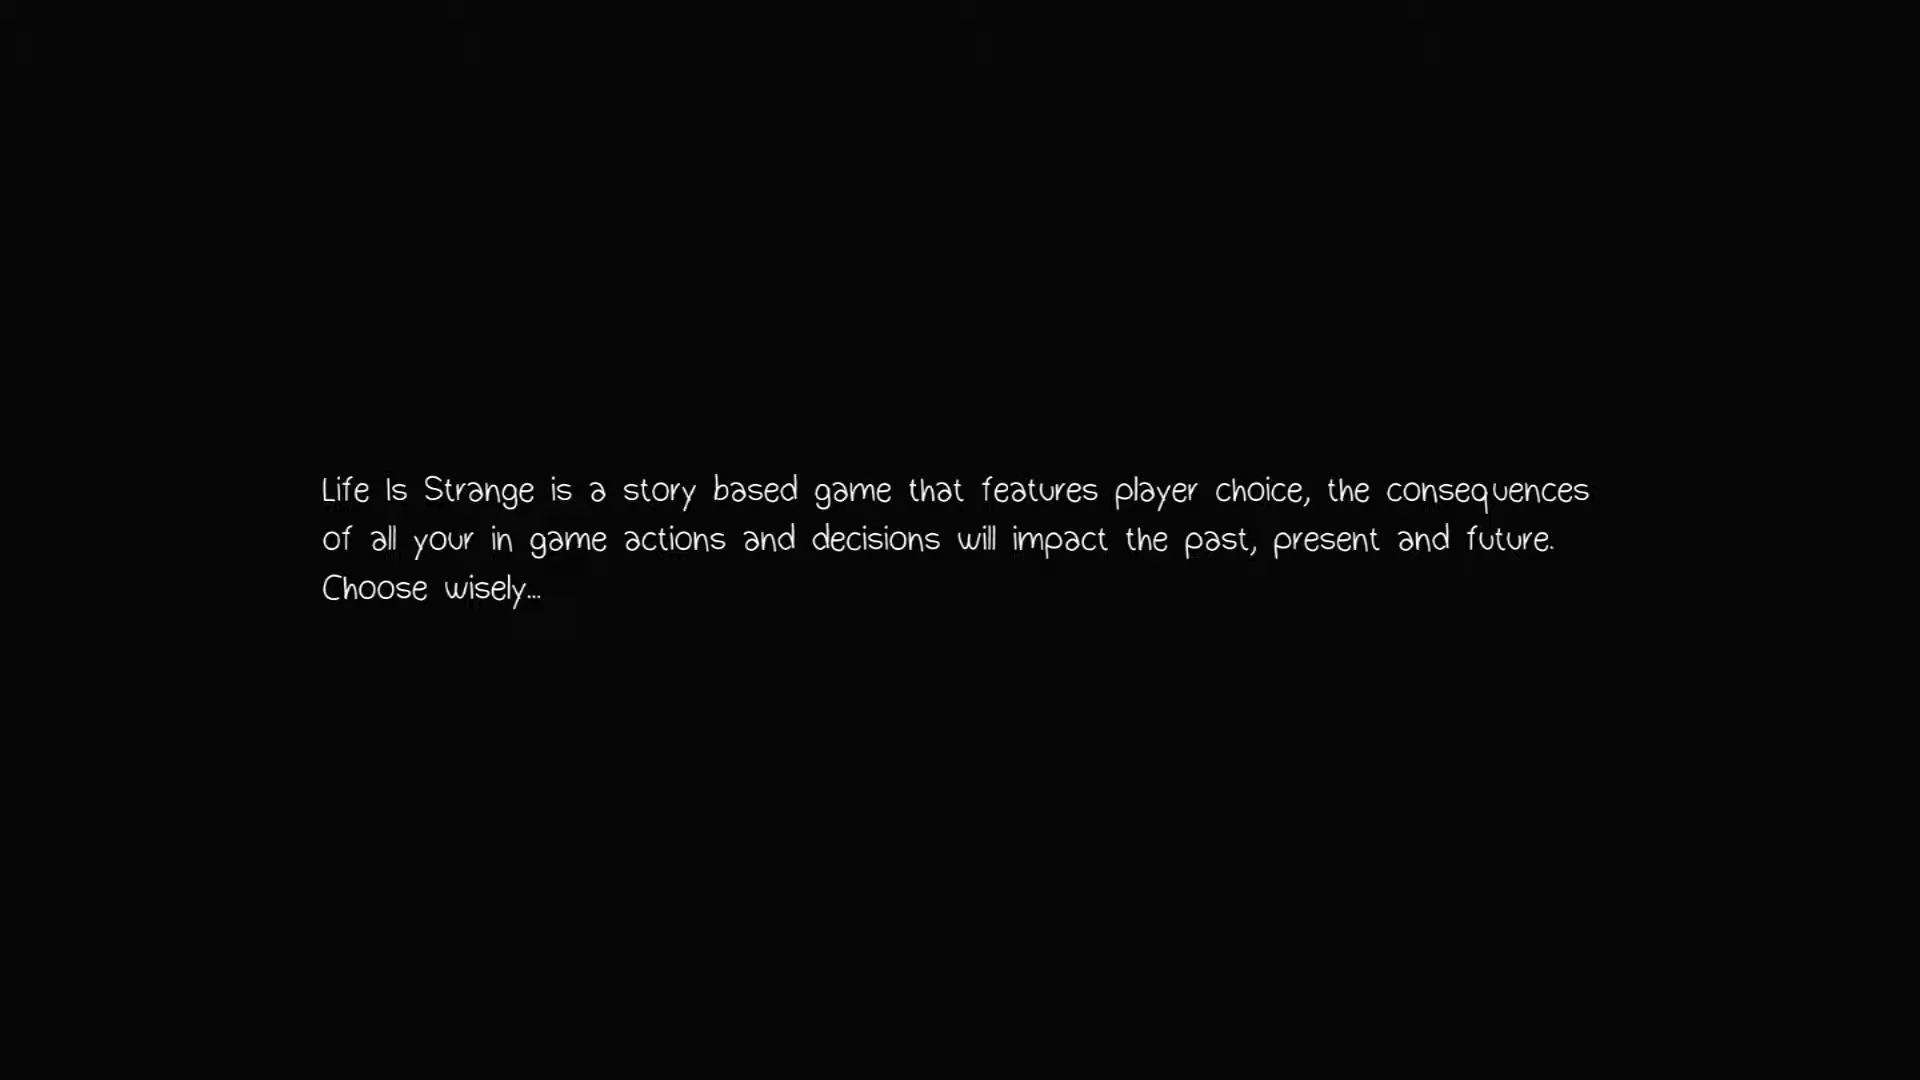 Life Is Strange is a story based game that features player choice, the consequences
of all your in game actions and decisions will impact the past, present and future.
Choose wisely...